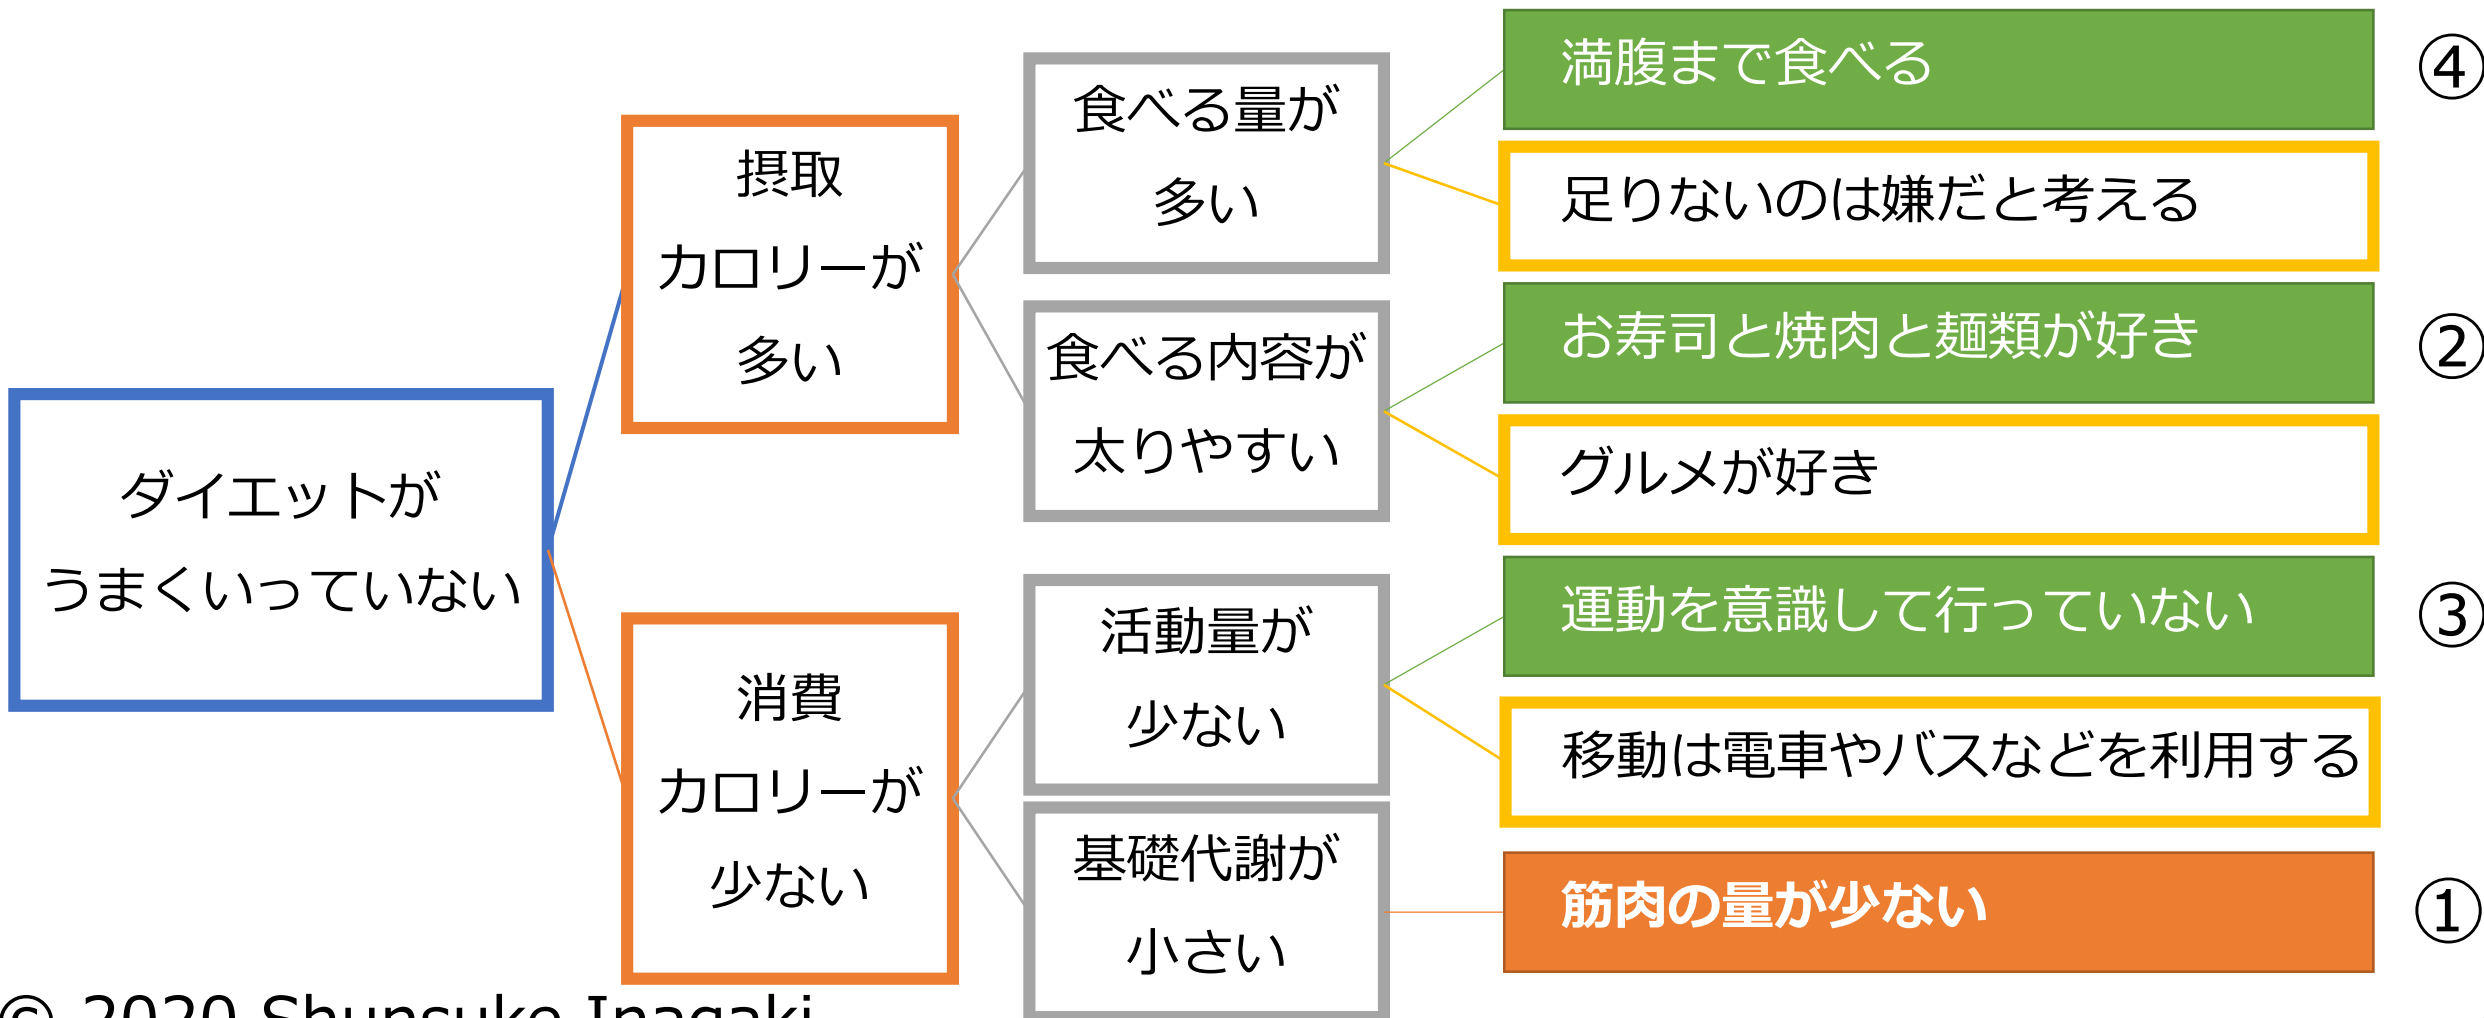 ダイエットが
うまくいっていない
摂取
カロリーが
多い
消費
カロリーが
少ない
食べる量が
多い
食べる内容が
太りやすい
活動量が
少ない
基礎代謝が
小さい
満腹まで食べる
④
足りないのは嫌だと考える
お寿司と焼肉と麺類が好き
②
グルメが好き
運動を意識して行っていない
③
移動は電車やバスなどを利用する
筋肉の量が少ない
①
© 2020 Shunsuke Inagaki